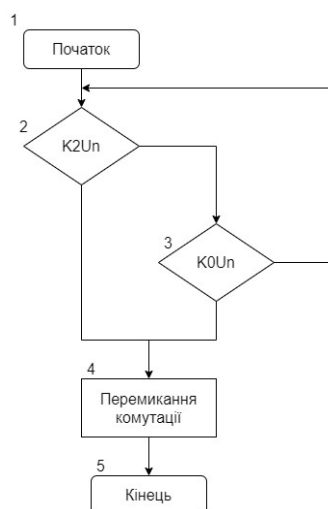 1
Початок
2
K2Un
3
K0Un
4
Перемикання
комутації
5
Кінець